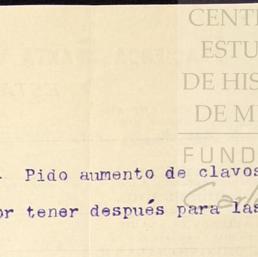 CENT
ESTU
DE HIS
DE M
FUND
. Pido aumento de clavos
or tener después para las